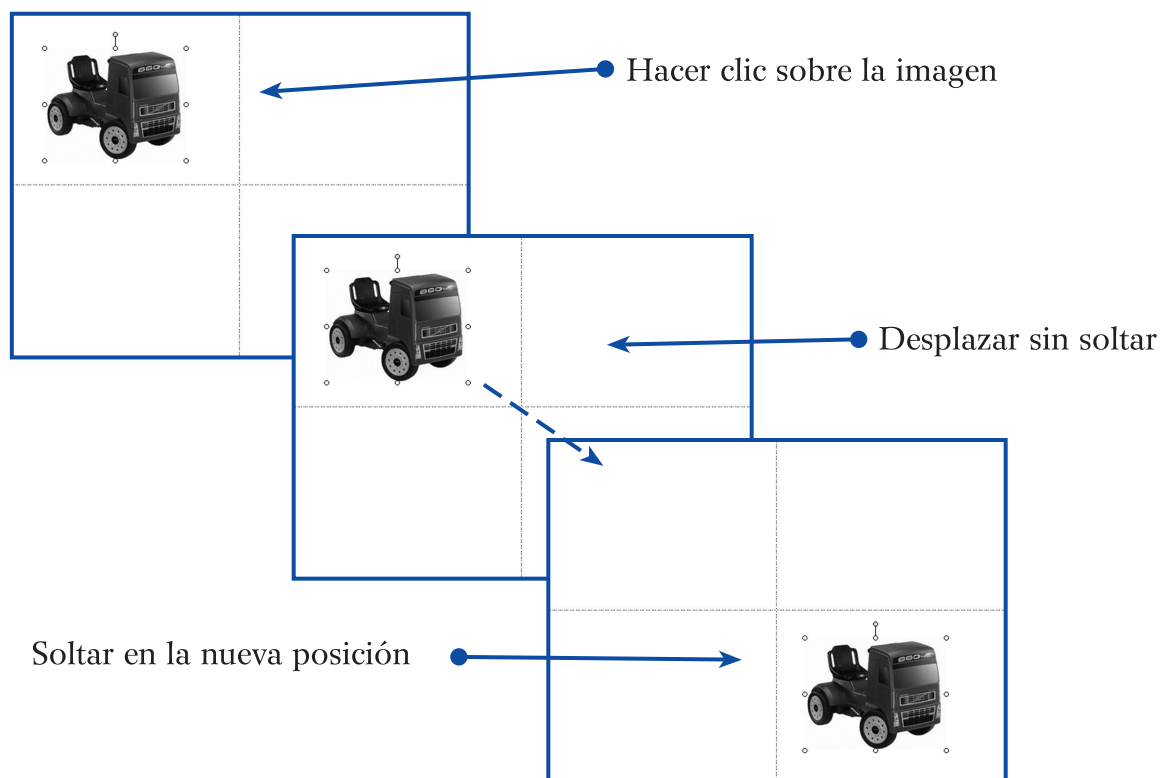 Hacer clic sobre la imagen
Desplazar sin soltar
Soltar en la nueva posición